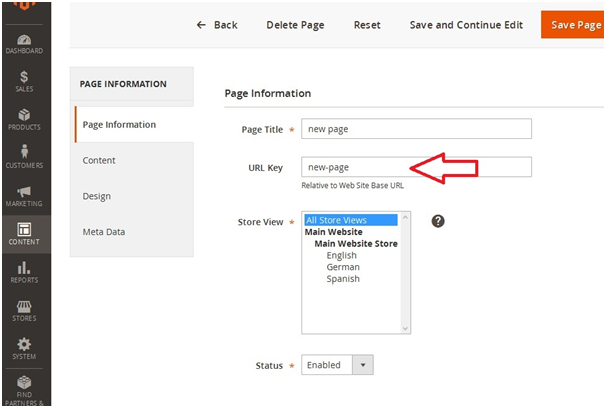 ← Back Delete Page Reset Save and Continue Edit Save Page
DASHBOARD
$
SALES
PRODUCTS
CUSTOMERS
MARKETING
CONTENT
REPORTS
STORES
SYSTEM
FIND
PARTNERS &
PAGE INFORMATION
Page Information
Content
Design
Meta Data
Page Information
Page Title * new page
URL Key new-page
Relative to Web Site Base URL
Store View * All Store Views ?
Main Website
Main Website Store
English
German
Spanish
Status * Enabled